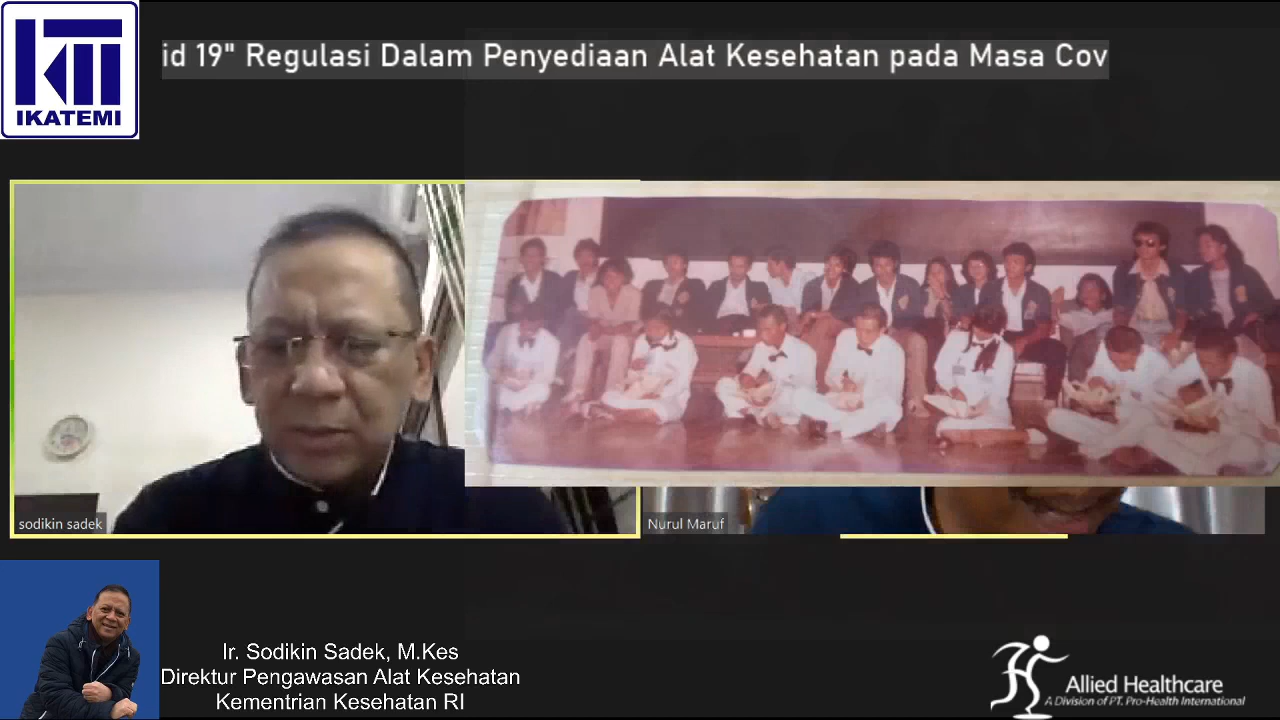 IKATEMI
id 19" Regulasi Dalam Penyediaan Alat Kesehatan pada Masa Cov
sodikin sadek
Nurul Maruf
Ir. Sodikin Sadek, M.Kes
Direktur Pengawasan Alat Kesehatan
Kementrian Kesehatan RI
Allied Healthcare
A Division of PT. Pro-Health International